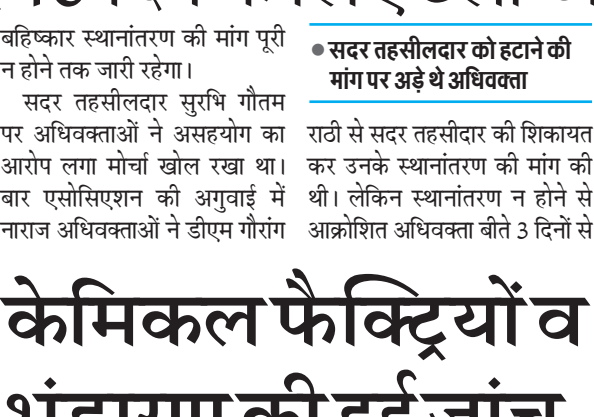 बहिष्कार स्थानांतरण की मांग पूरी
न होने तक जारी रहेगा।
सदर तहसीलदार सुरभि गौतम
पर अधिवक्ताओं ने असहयोग का
आरोप लगा मोर्चा खोल रखा था।
बार एसोसिएशन की अगुवाई में
नाराज अधिवक्ताओं ने डीएम गौरांग
● सदर तहसीलदार को हटाने की
मांग पर अड़े थे अधिवक्ता
राठी से सदर तहसीदार की शिकायत
कर उनके स्थानांतरण की मांग की
थी। लेकिन स्थानांतरण न होने से
आक्रोशित अधिवक्ता बीते 3 दिनों से
केमिकल फैक्ट्रियों व
भंडारण की हुई जांच